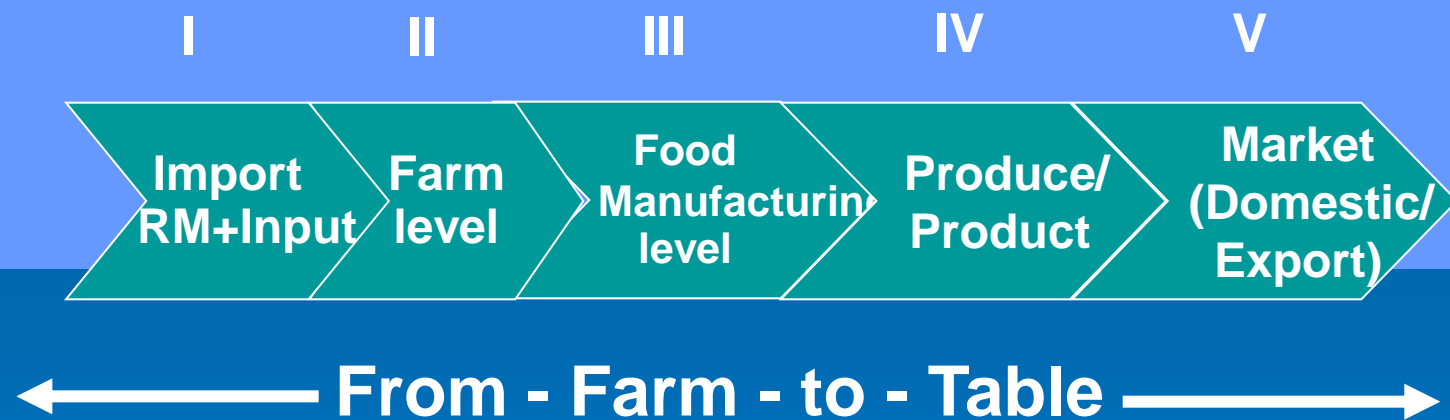 I II III IV V
Import
RM+Input
Farm
level
Food
Manufacturing
level
Produce/
Product
Market
(Domestic/
Export)
From - Farm - to - Table